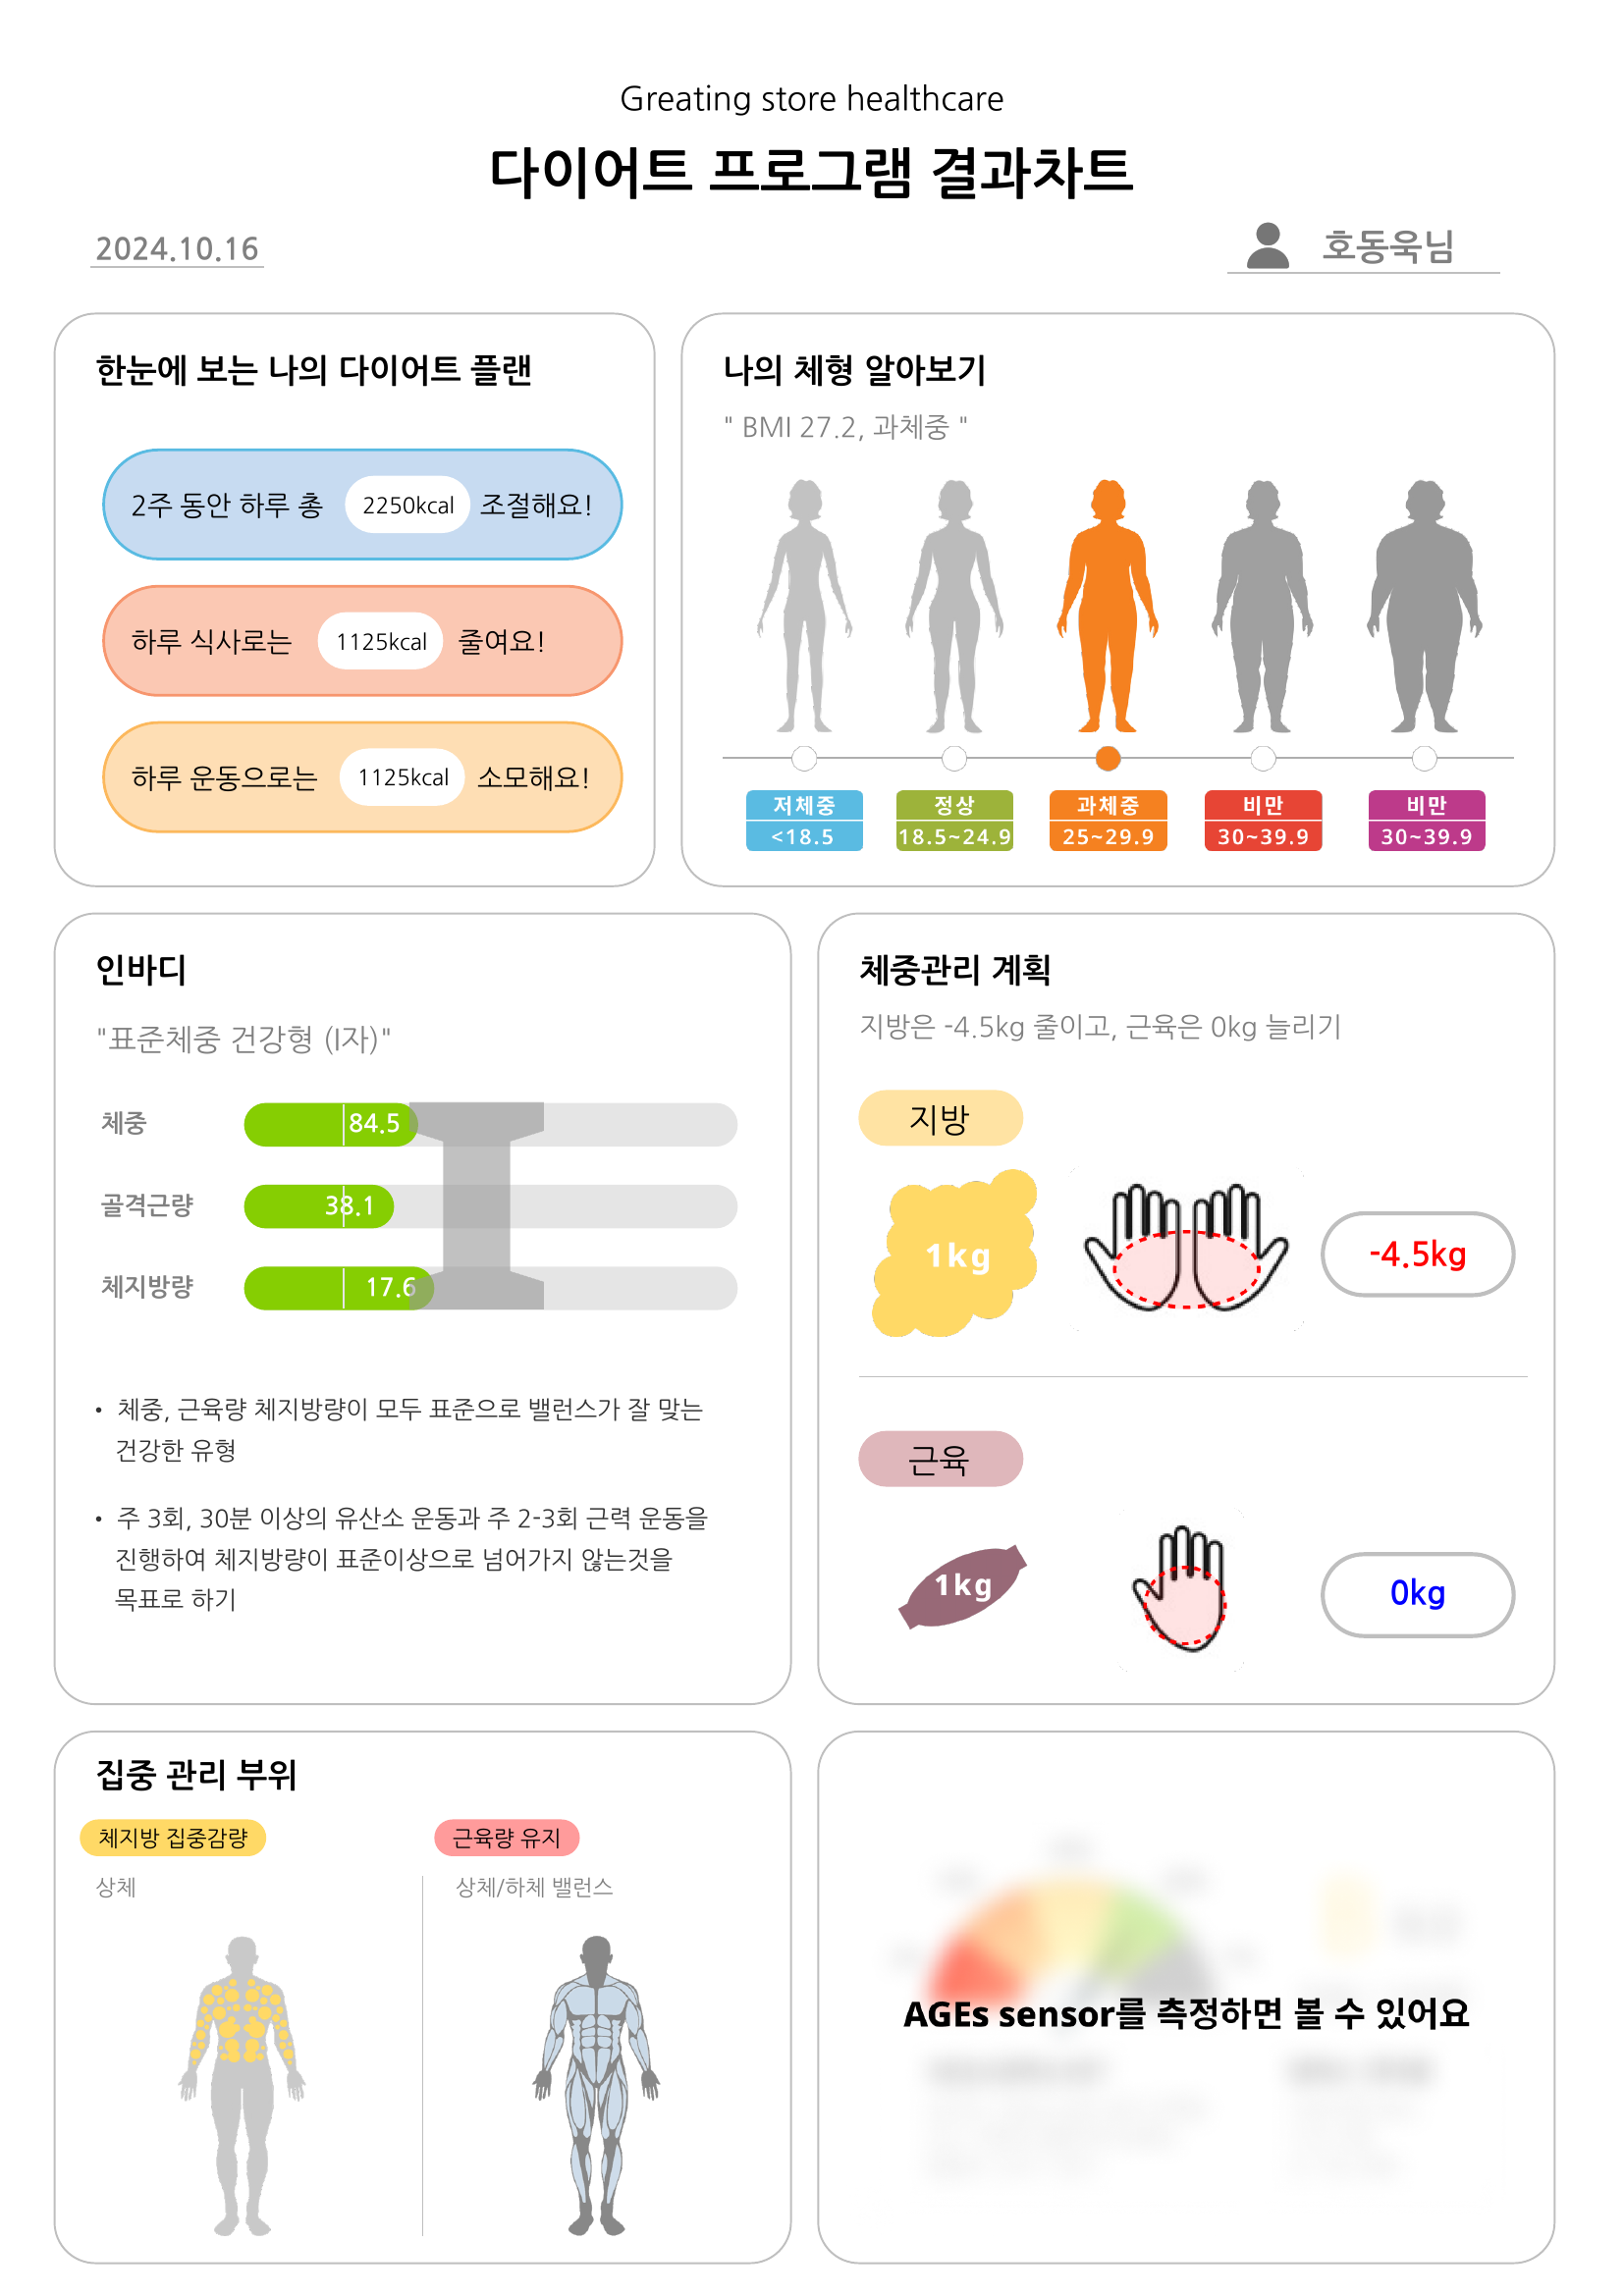 Greating store healthcare
다이어트 프로그램 결과차트
2024.10.16
호동욱님
한눈에 보는 나의 다이어트 플랜
2주 동안 하루 총 2250kcal 조절해요!
하루 식사로는 1125kcal 줄여요!
하루 운동으로는 1125kcal 소모해요!
나의 체형 알아보기
" BMI 27.2, 과체중 "
저체중 정상 과체중 비만 비만
<18.5 18.5~24.9 25~29.9 30~39.9 30~39.9
인바디
"표준체중 건강형 (I자)"
체중 84.5
골격근량 38.1
체지방량 17.6
• 체중, 근육량 체지방량이 모두 표준으로 밸런스가 잘 맞는
건강한 유형
• 주 3회, 30분 이상의 유산소 운동과 주 2-3회 근력 운동을
진행하여 체지방량이 표준이상으로 넘어가지 않는것을
목표로 하기
체중관리 계획
지방은 -4.5kg 줄이고, 근육은 0kg 늘리기
지방
1kg -4.5kg
근육
1kg 0kg
집중 관리 부위
체지방 집중감량 근육량 유지
상체 상체/하체 밸런스
AGEs sensor를 측정하면 볼 수 있어요